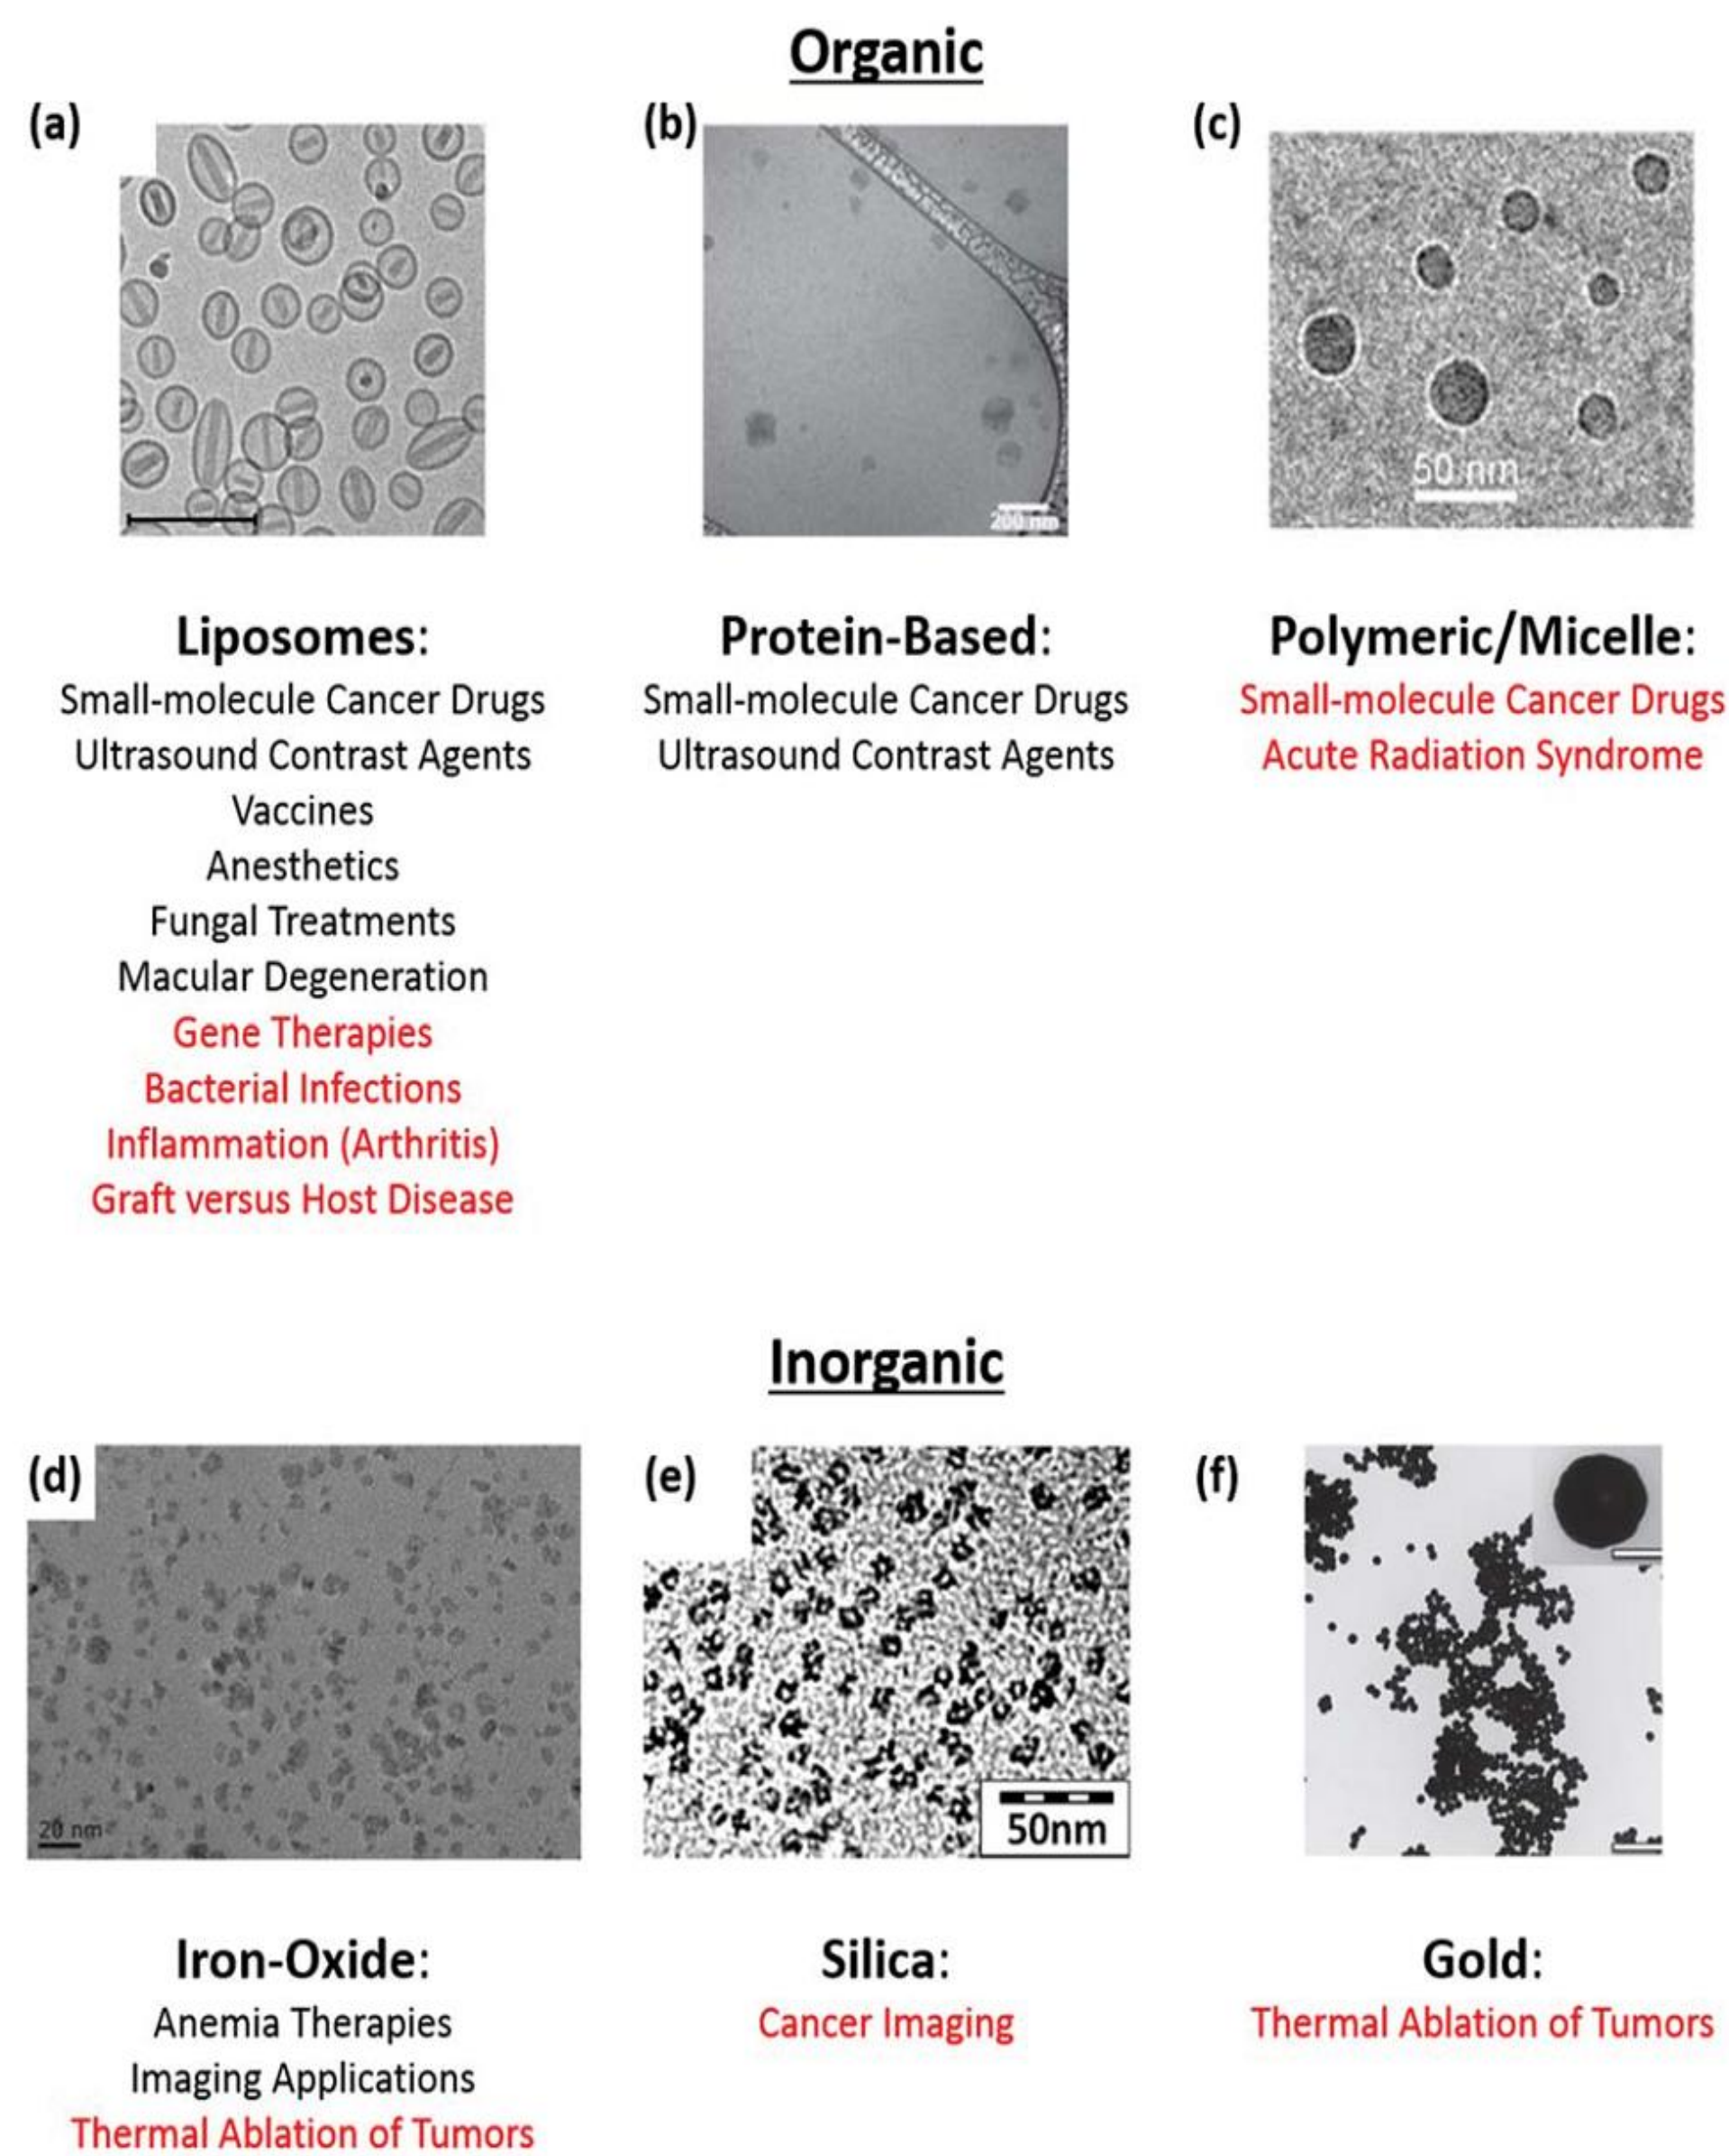 Organic
(a)
(b)
(c)
200 nm
50 nm
Liposomes:
Small-molecule Cancer Drugs
Ultrasound Contrast Agents
Vaccines
Anesthetics
Fungal Treatments
Macular Degeneration
Gene Therapies
Bacterial Infections
Inflammation (Arthritis)
Graft versus Host Disease
Protein-Based:
Small-molecule Cancer Drugs
Ultrasound Contrast Agents
Polymeric/Micelle:
Small-molecule Cancer Drugs
Acute Radiation Syndrome
Inorganic
(d)
(e)
(f)
20 nm
50nm
Iron-Oxide:
Anemia Therapies
Imaging Applications
Thermal Ablation of Tumors
Silica:
Cancer Imaging
Gold:
Thermal Ablation of Tumors